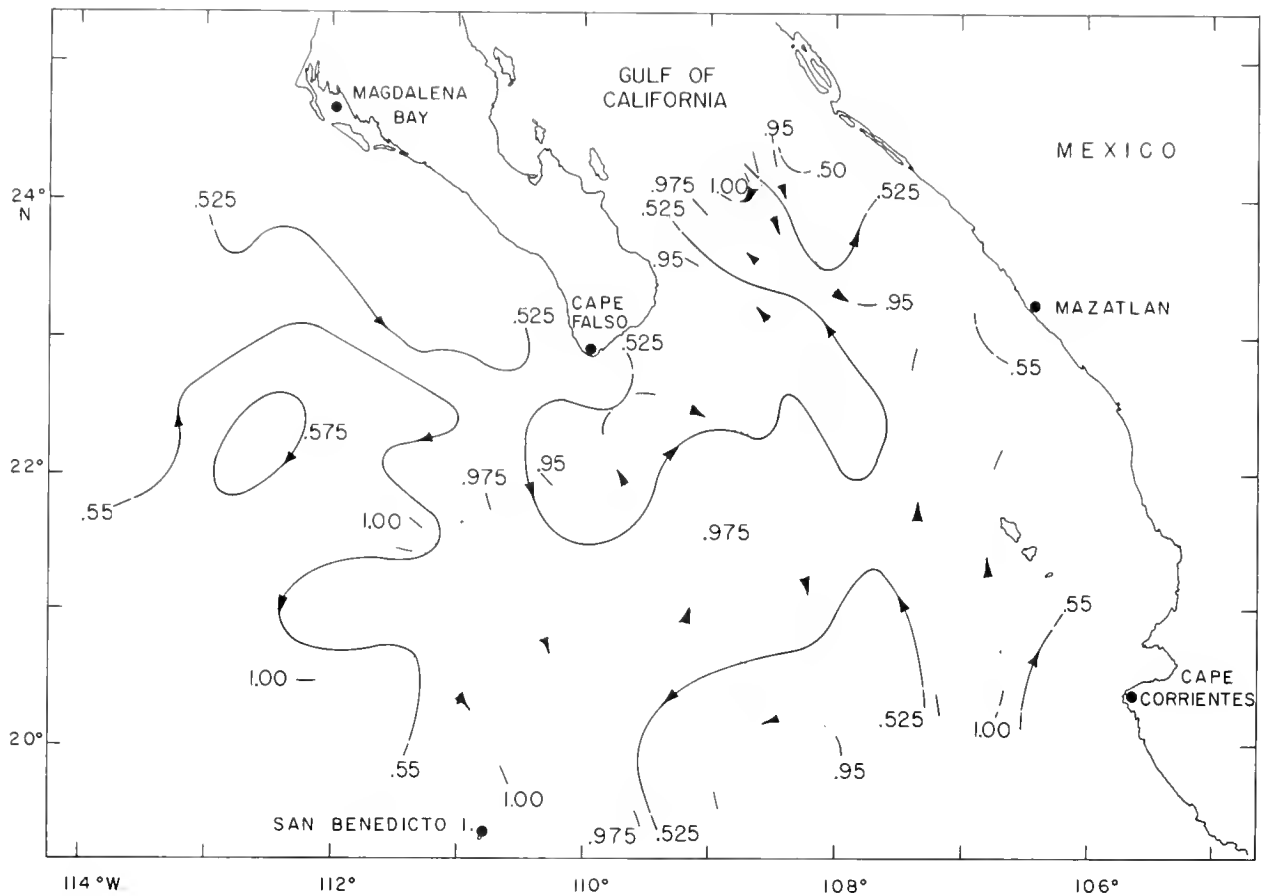 GULF OF
CALIFORNIA
MAGDALENA
BAY
MEXICO
.95
.50
24°
N
.975
1.00
.525
.525
.525
.95
.95
CAPE
FALSO
MAZATLAN
.525
.525
.55
.575
22°
.95
.975
.55
1.00
.975
.55
1.00
CAPE
CORRIENTES
.525
1.00
20°
.55
.95
1.00
SAN BENEDICTO I.
.975
.525
114°W
112°
110°
108°
106°